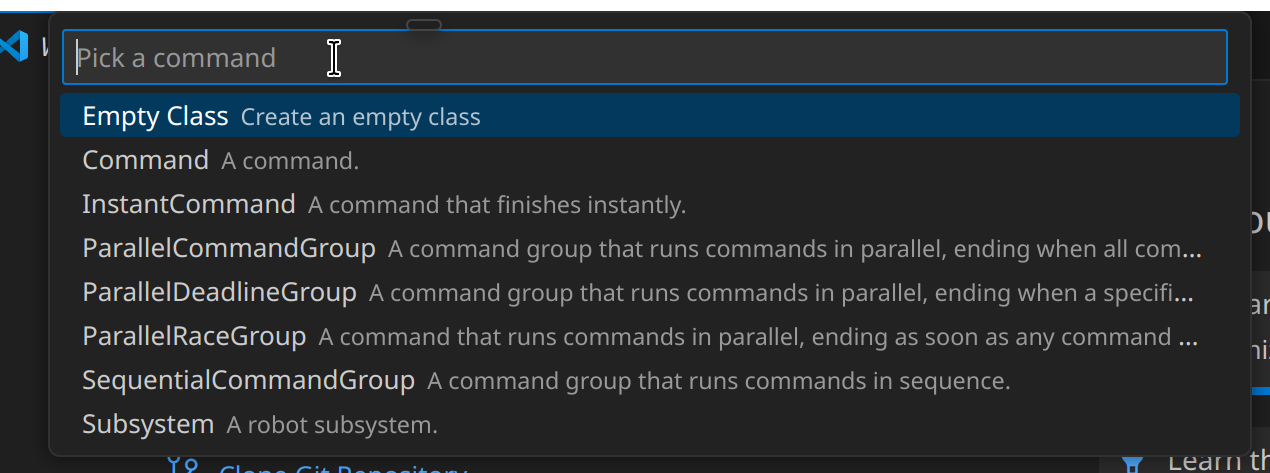 Pick a command
Empty Class Create an empty class
Command A command.
InstantCommand A command that finishes instantly.
ParallelCommandGroup A command group that runs commands in parallel, ending when all com...
ParallelDeadlineGroup A command group that runs commands in parallel, ending when a specifi...
ParallelRaceGroup A command that runs commands in parallel, ending as soon as any command ...
SequentialCommandGroup A command group that runs commands in sequence.
Subsystem A robot subsystem.
Clone Git Repository
Learn th